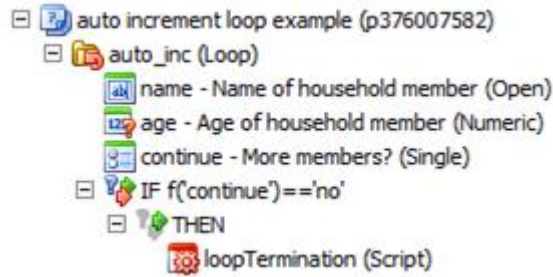 auto increment loop example (p376007582)
auto_inc (Loop)
name - Name of household member (Open)
age - Age of household member (Numeric)
continue - More members? (Single)
IF f('continue')=='no'
THEN
loopTermination (Script)